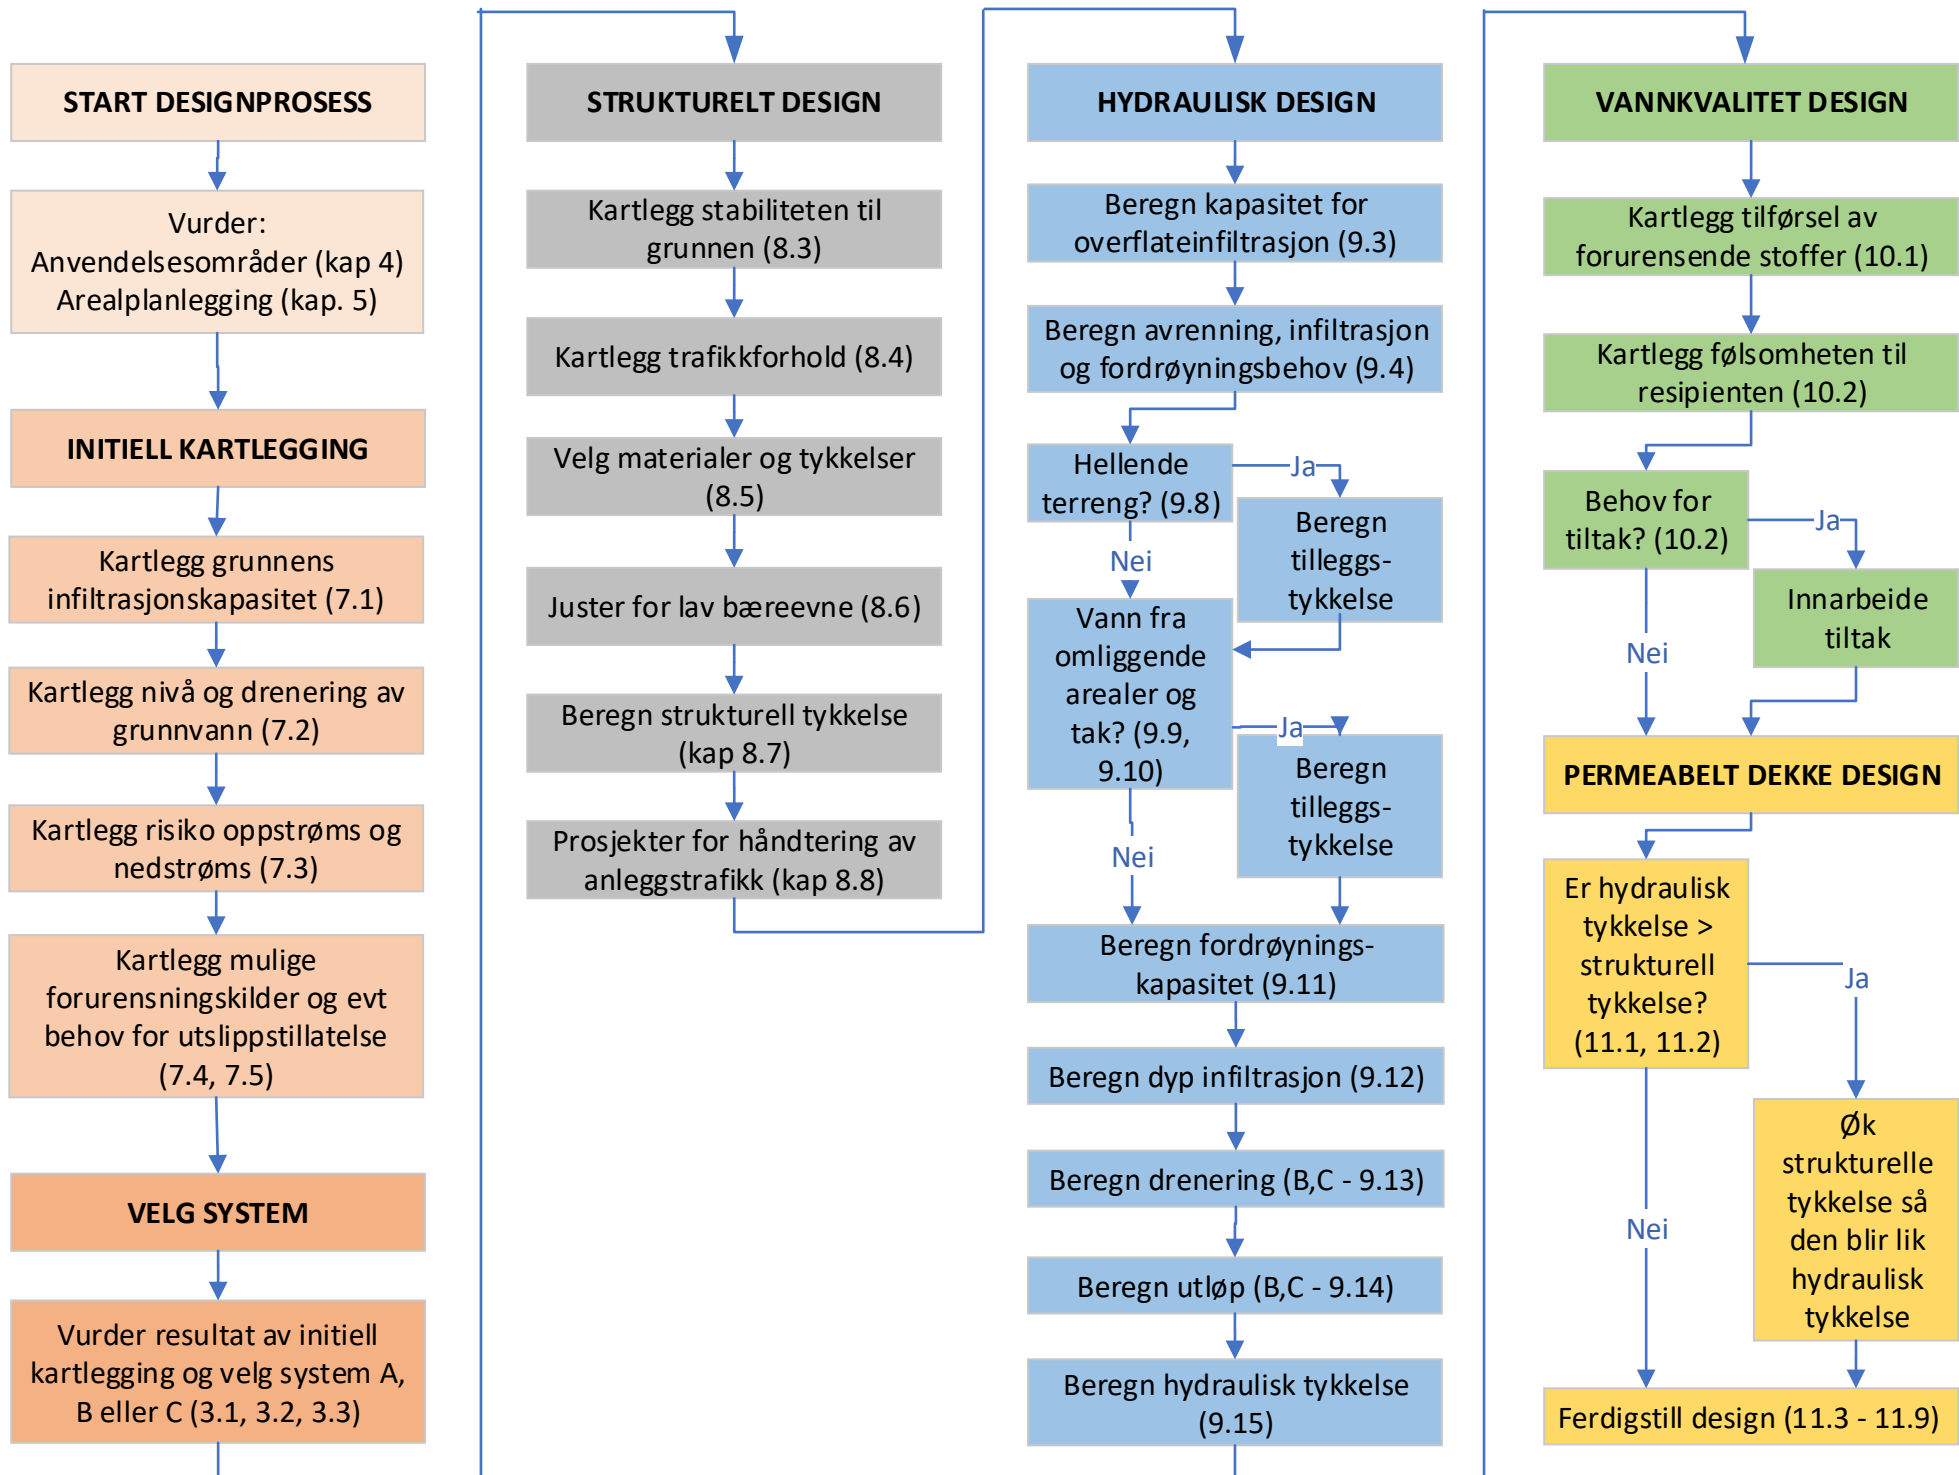 START DESIGNPROSESS
Vurder:
Anvendelsesområder (kap 4)
Arealplanlegging (kap. 5)
INITIELL KARTLEGGING
Kartlegg grunnens
infiltrasjonskapasitet (7.1)
Kartlegg nivå og drenering av
grunnvann (7.2)
Kartlegg risiko oppstrøms og
nedstrøms (7.3)
Kartlegg mulige
forurensningskilder og evt
behov for utslippstillatelse
(7.4, 7.5)
VELG SYSTEM
Vurder resultat av initiell
kartlegging og velg system A,
B eller C (3.1, 3.2, 3.3)
STRUKTURELT DESIGN
Kartlegg stabiliteten til
grunnen (8.3)
Kartlegg trafikkforhold (8.4)
Velg materialer og tykkelser
(8.5)
Juster for lav bæreevne (8.6)
Beregn strukturell tykkelse
(kap 8.7)
Prosjekter for håndtering av
anleggstrafikk (kap 8.8)
HYDRAULISK DESIGN
Beregn kapasitet for
overflateinfiltrasjon (9.3)
Beregn avrenning, infiltrasjon
og fordrøyningsbehov (9.4)
Hellende
terreng? (9.8)
Ja
Nei
Beregn
tilleggs-
tykkelse
Vann fra
omliggende
arealer og
tak? (9.9,
9.10)
Ja
Nei
Beregn
tilleggs-
tykkelse
Beregn fordrøynings-
kapasitet (9.11)
Beregn dyp infiltrasjon (9.12)
Beregn drenering (B,C - 9.13)
Beregn utløp (B,C - 9.14)
Beregn hydraulisk tykkelse
(9.15)
VANNKVALITET DESIGN
Kartlegg tilførsel av
forurensende stoffer (10.1)
Kartlegg følsomheten til
resipienten (10.2)
Behov for
tiltak? (10.2)
Ja
Nei
Innarbeide
tiltak
PERMEABELT DEKKE DESIGN
Er hydraulisk
tykkelse >
strukturell
tykkelse?
(11.1, 11.2)
Ja
Nei
Øk
strukturelle
tykkelse så
den blir lik
hydraulisk
tykkelse
Ferdigstill design (11.3 - 11.9)